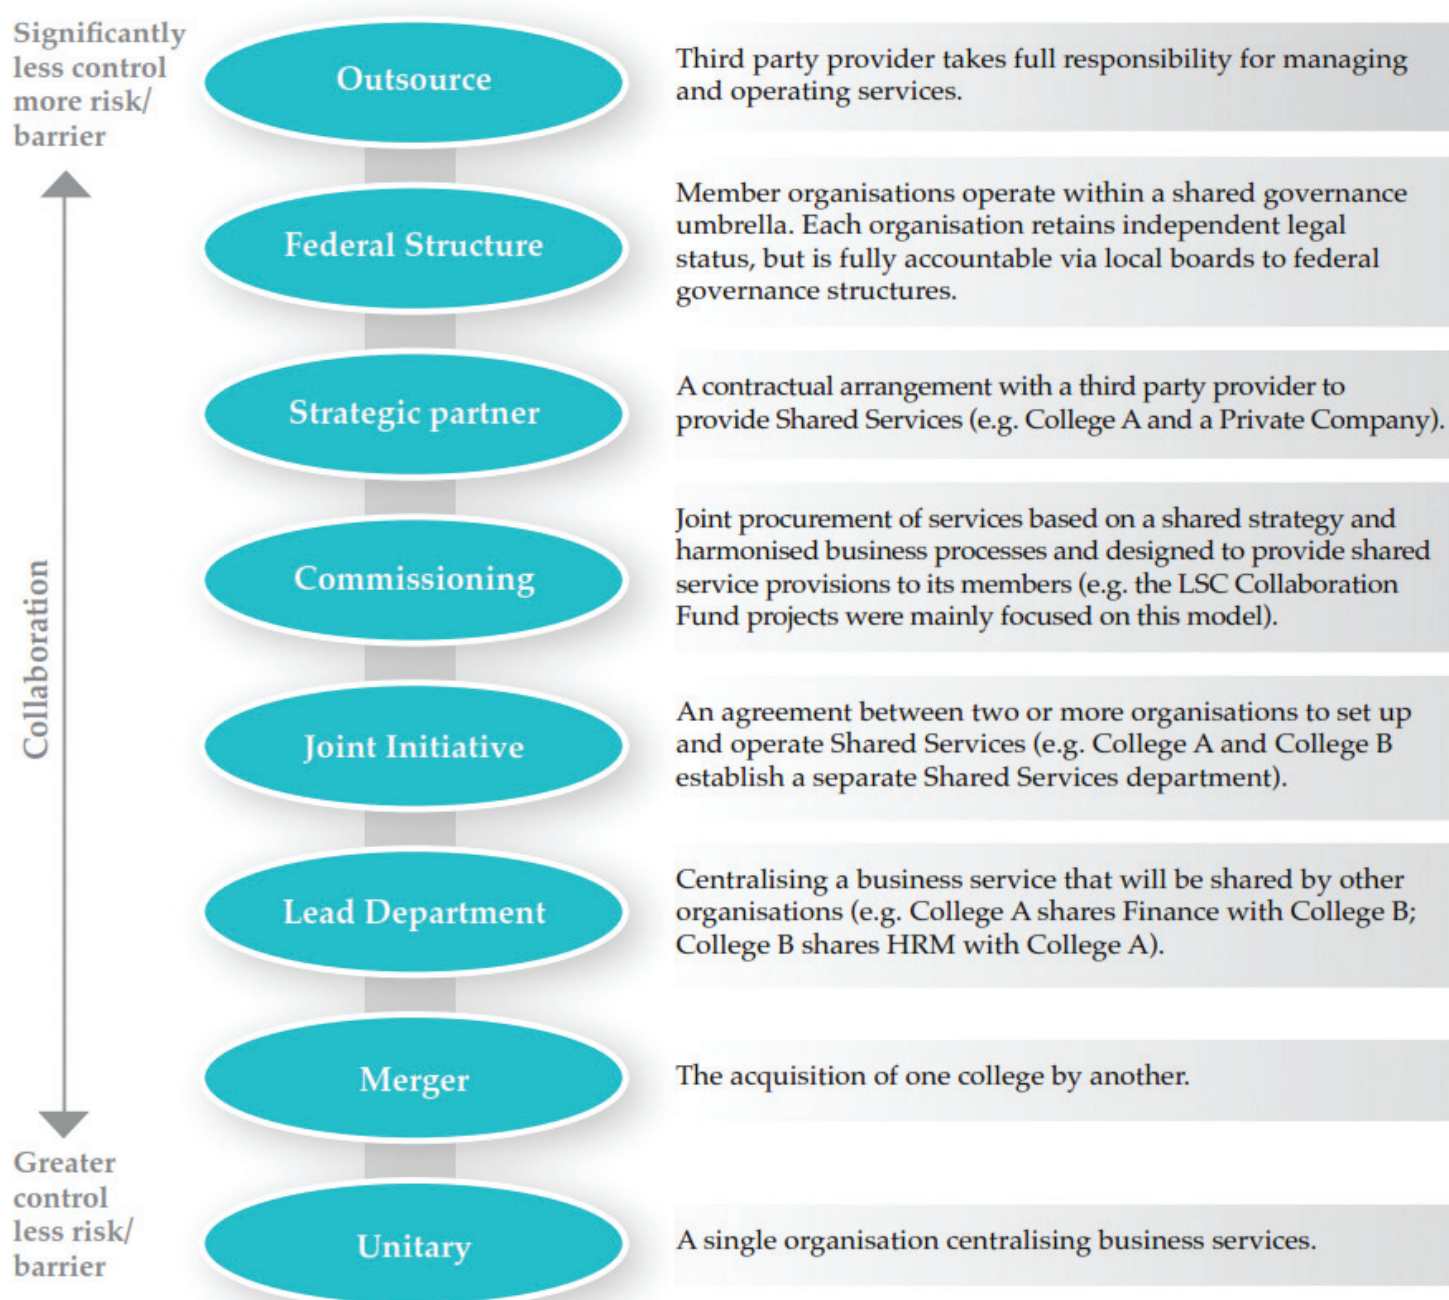 Significantly
less control
more risk/
barrier
Outsource
Third party provider takes full responsibility for managing
and operating services.
Federal Structure
Member organisations operate within a shared governance
umbrella. Each organisation retains independent legal
status, but is fully accountable via local boards to federal
governance structures.
Strategic partner
A contractual arrangement with a third party provider to
provide Shared Services (e.g. College A and a Private Company).
Collaboration
Commissioning
Joint procurement of services based on a shared strategy and
harmonised business processes and designed to provide shared
service provisions to its members (e.g. the LSC Collaboration
Fund projects were mainly focused on this model).
Joint Initiative
An agreement between two or more organisations to set up
and operate Shared Services (e.g. College A and College B
establish a separate Shared Services department).
Lead Department
Centralising a business service that will be shared by other
organisations (e.g. College A shares Finance with College B;
College B shares HRM with College A).
Merger
The acquisition of one college by another.
Greater
control
less risk/
barrier
Unitary
A single organisation centralising business services.